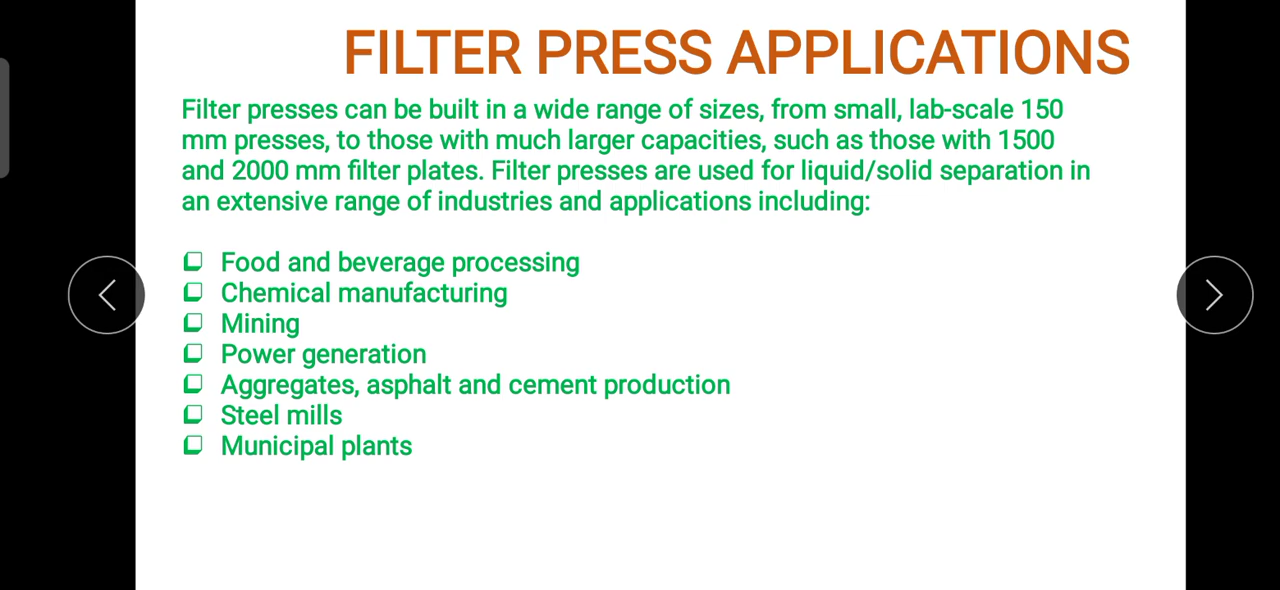 FILTER PRESS APPLICATIONS
Filter presses can be built in a wide range of sizes, from small, lab-scale 150
mm presses, to those with much larger capacities, such as those with 1500
and 2000 mm filter plates. Filter presses are used for liquid/solid separation in
an extensive range of industries and applications including:
❑ Food and beverage processing
❑ Chemical manufacturing
❑ Mining
❑ Power generation
❑ Aggregates, asphalt and cement production
❑ Steel mills
❑ Municipal plants